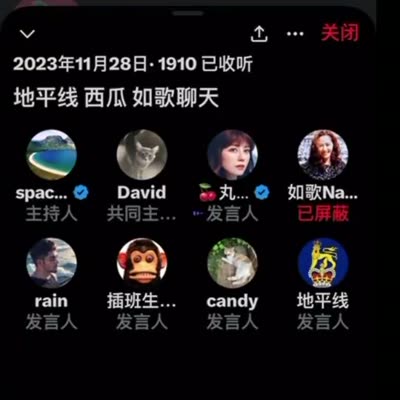 关闭
2023年11月28日· 1910 已收听
地平线 西瓜 如歌聊天
spac... David 🍒丸... 如歌Na...
主持人 共同主... 发言人 已屏蔽
rain 插班生... candy 地平线
发言人 发言人 发言人 发言人